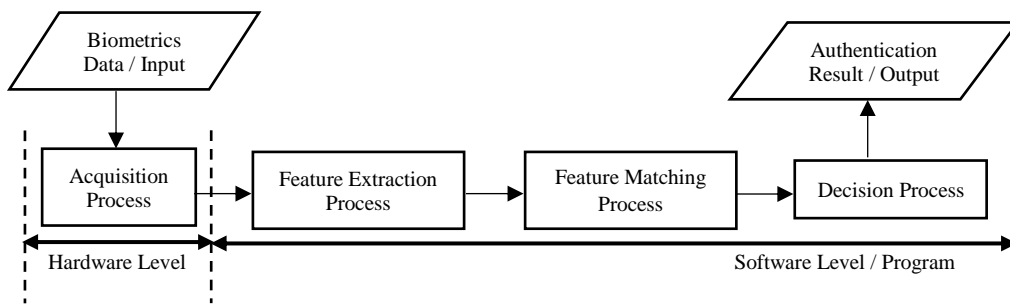 Biometrics
Data / Input
Authentication
Result / Output
Acquisition
Process
Feature Extraction
Process
Feature Matching
Process
Decision Process
Hardware Level
Software Level / Program